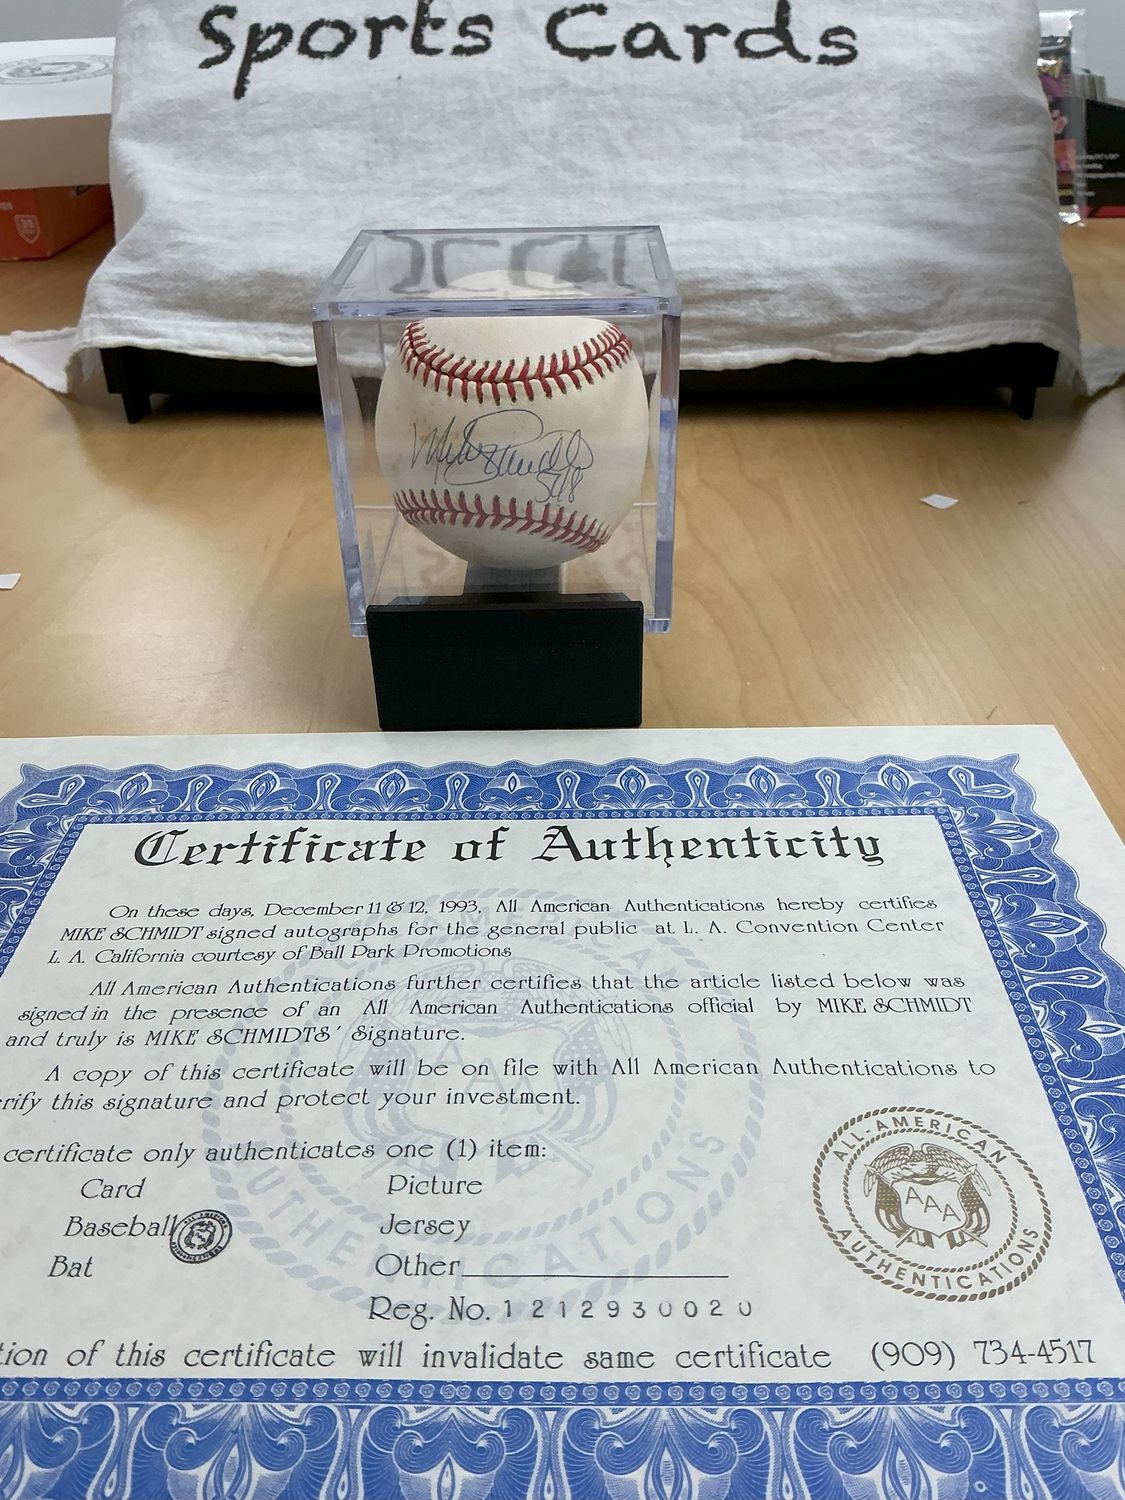 Sports Cards
Mike Schmidt
548
Certificate of Authenticity
On these days, December 11 & 12, 1993, All American Authentications hereby certifies
MIKE SCHMIDT signed autographs for the general public at L. A. Convention Center
L. A. California courtesy of Ball Park Promotions
All American Authentications further certifies that the article listed below was
signed in the presence of an All American Authentications official by MIKE SCHMIDT
and truly is MIKE SCHMIDTS' Signature.
A copy of this certificate will be on file with All American Authentications to
rify this signature and protect your investment.
certificate only authenticates one (1) item:
Card Picture
Baseball Jersey
Bat Other
Reg. No. 1212930020
tion of this certificate will invalidate same certificate (909) 734-4517
ALL-AMERICAN
AAA
AUTHENTICATIONS